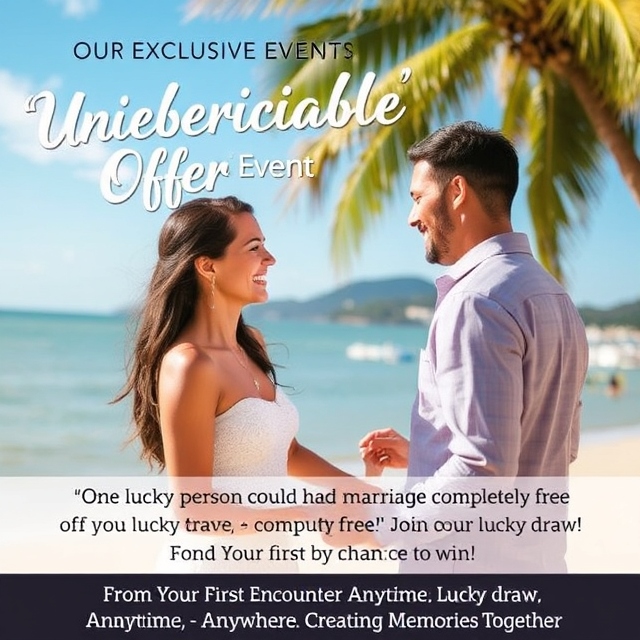 OUR EXCLUSIVE EVENTS
'Uniebericiable'
Offer Event
"One lucky person could had marriage completely free
off you lucky trave, - computy free!' Join our lucky draw!
Fond Your first by chance to win!
From Your First Encounter Anytime, Lucky draw,
Annyttime, - Anywhere. Creating Memories Together